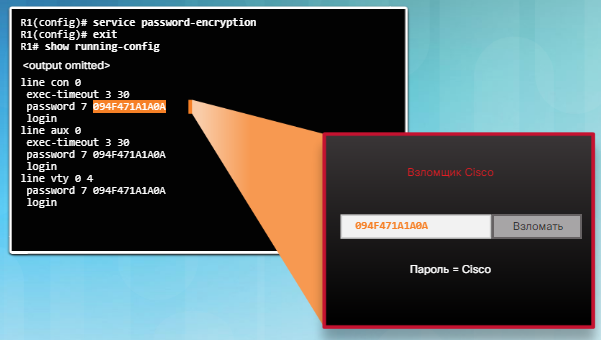 R1(config)# service password-encryption
R1(config)# exit
R1# show running-config
<output omitted>
line con 0
exec-timeout 3 30
password 7 094F471A1A0A
login
line aux 0
exec-timeout 3 30
password 7 094F471A1A0A
login
line vty 0 4
password 7 094F471A1A0A
login
Взломщик Cisco
094F471A1A0A
Взломать
Пароль = Cisco